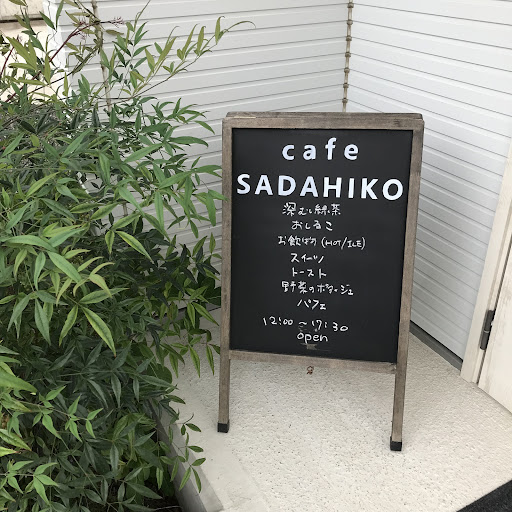 cafe
SADAHIKO
深むし緑茶
おしるこ
お飲ばめ (HOT/ICE)
スイーツ
トースト
野菜のポタージュ
パフェ
12:00〜17:30
open